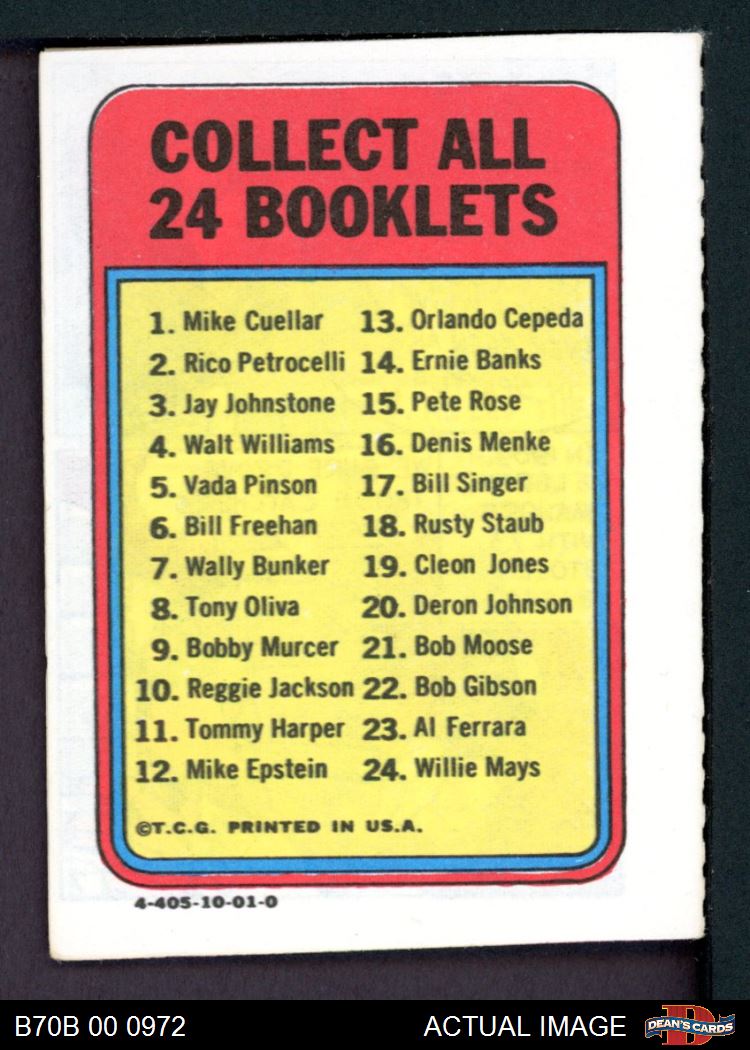 COLLECT ALL
24 BOOKLETS
1. Mike Cuellar
2. Rico Petrocelli
3. Jay Johnstone
4. Walt Williams
5. Vada Pinson
6. Bill Freehan
7. Wally Bunker
8. Tony Oliva
9. Bobby Murcer
10. Reggie Jackson
11. Tommy Harper
12. Mike Epstein
13. Orlando Cepeda
14. Ernie Banks
15. Pete Rose
16. Denis Menke
17. Bill Singer
18. Rusty Staub
19. Cleon Jones
20. Deron Johnson
21. Bob Moose
22. Bob Gibson
23. Al Ferrara
24. Willie Mays
©T.C.G. PRINTED IN U.S.A.
4-405-10-01-0
B70B 00 0972
ACTUAL IMAGE
D
DEAN'S CARDS